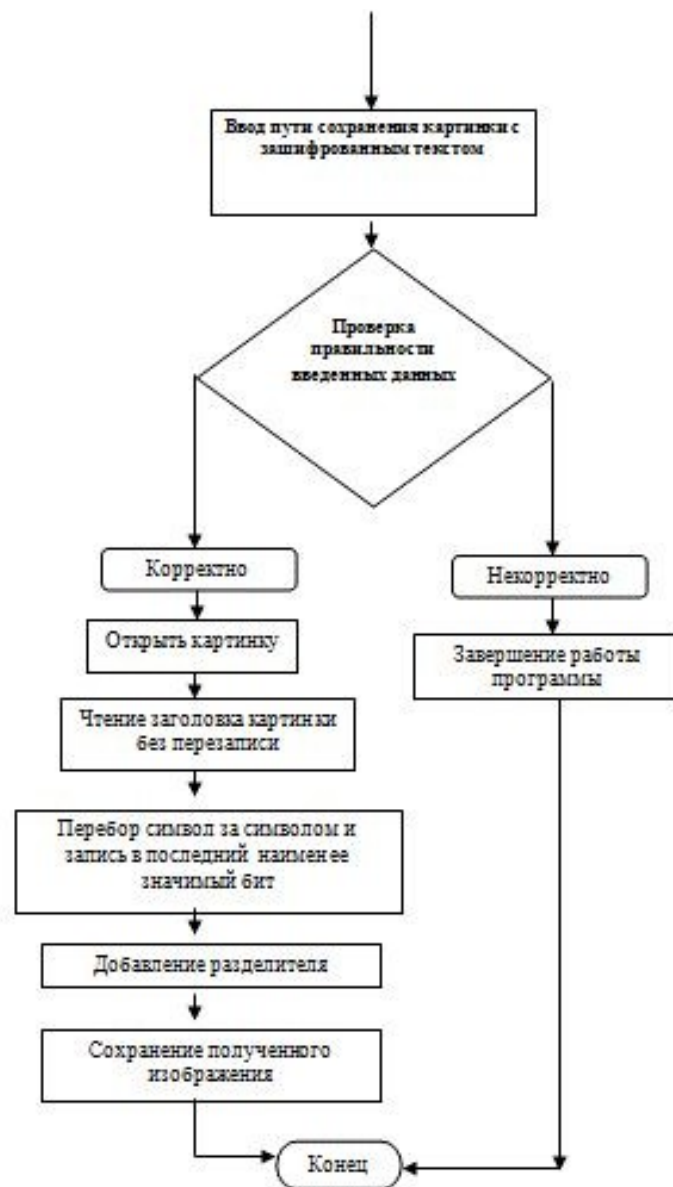 Ввод пути сохранения картинки с
зашифрованным текстом
Проверка
правильности
введенных данных
Корректно
Некорректно
Открыть картинку
Завершение работы
программы
Чтение заголовка картинки
без перезаписи
Перебор символ за символом и
запись в последний наименее
значимый бит
Добавление разделителя
Сохранение полученного
изображения
Конец